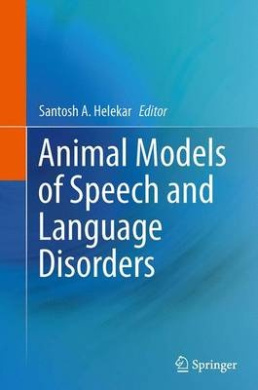 Santosh A. Helekar Editor
Animal Models
of Speech and
Language
Disorders
Springer